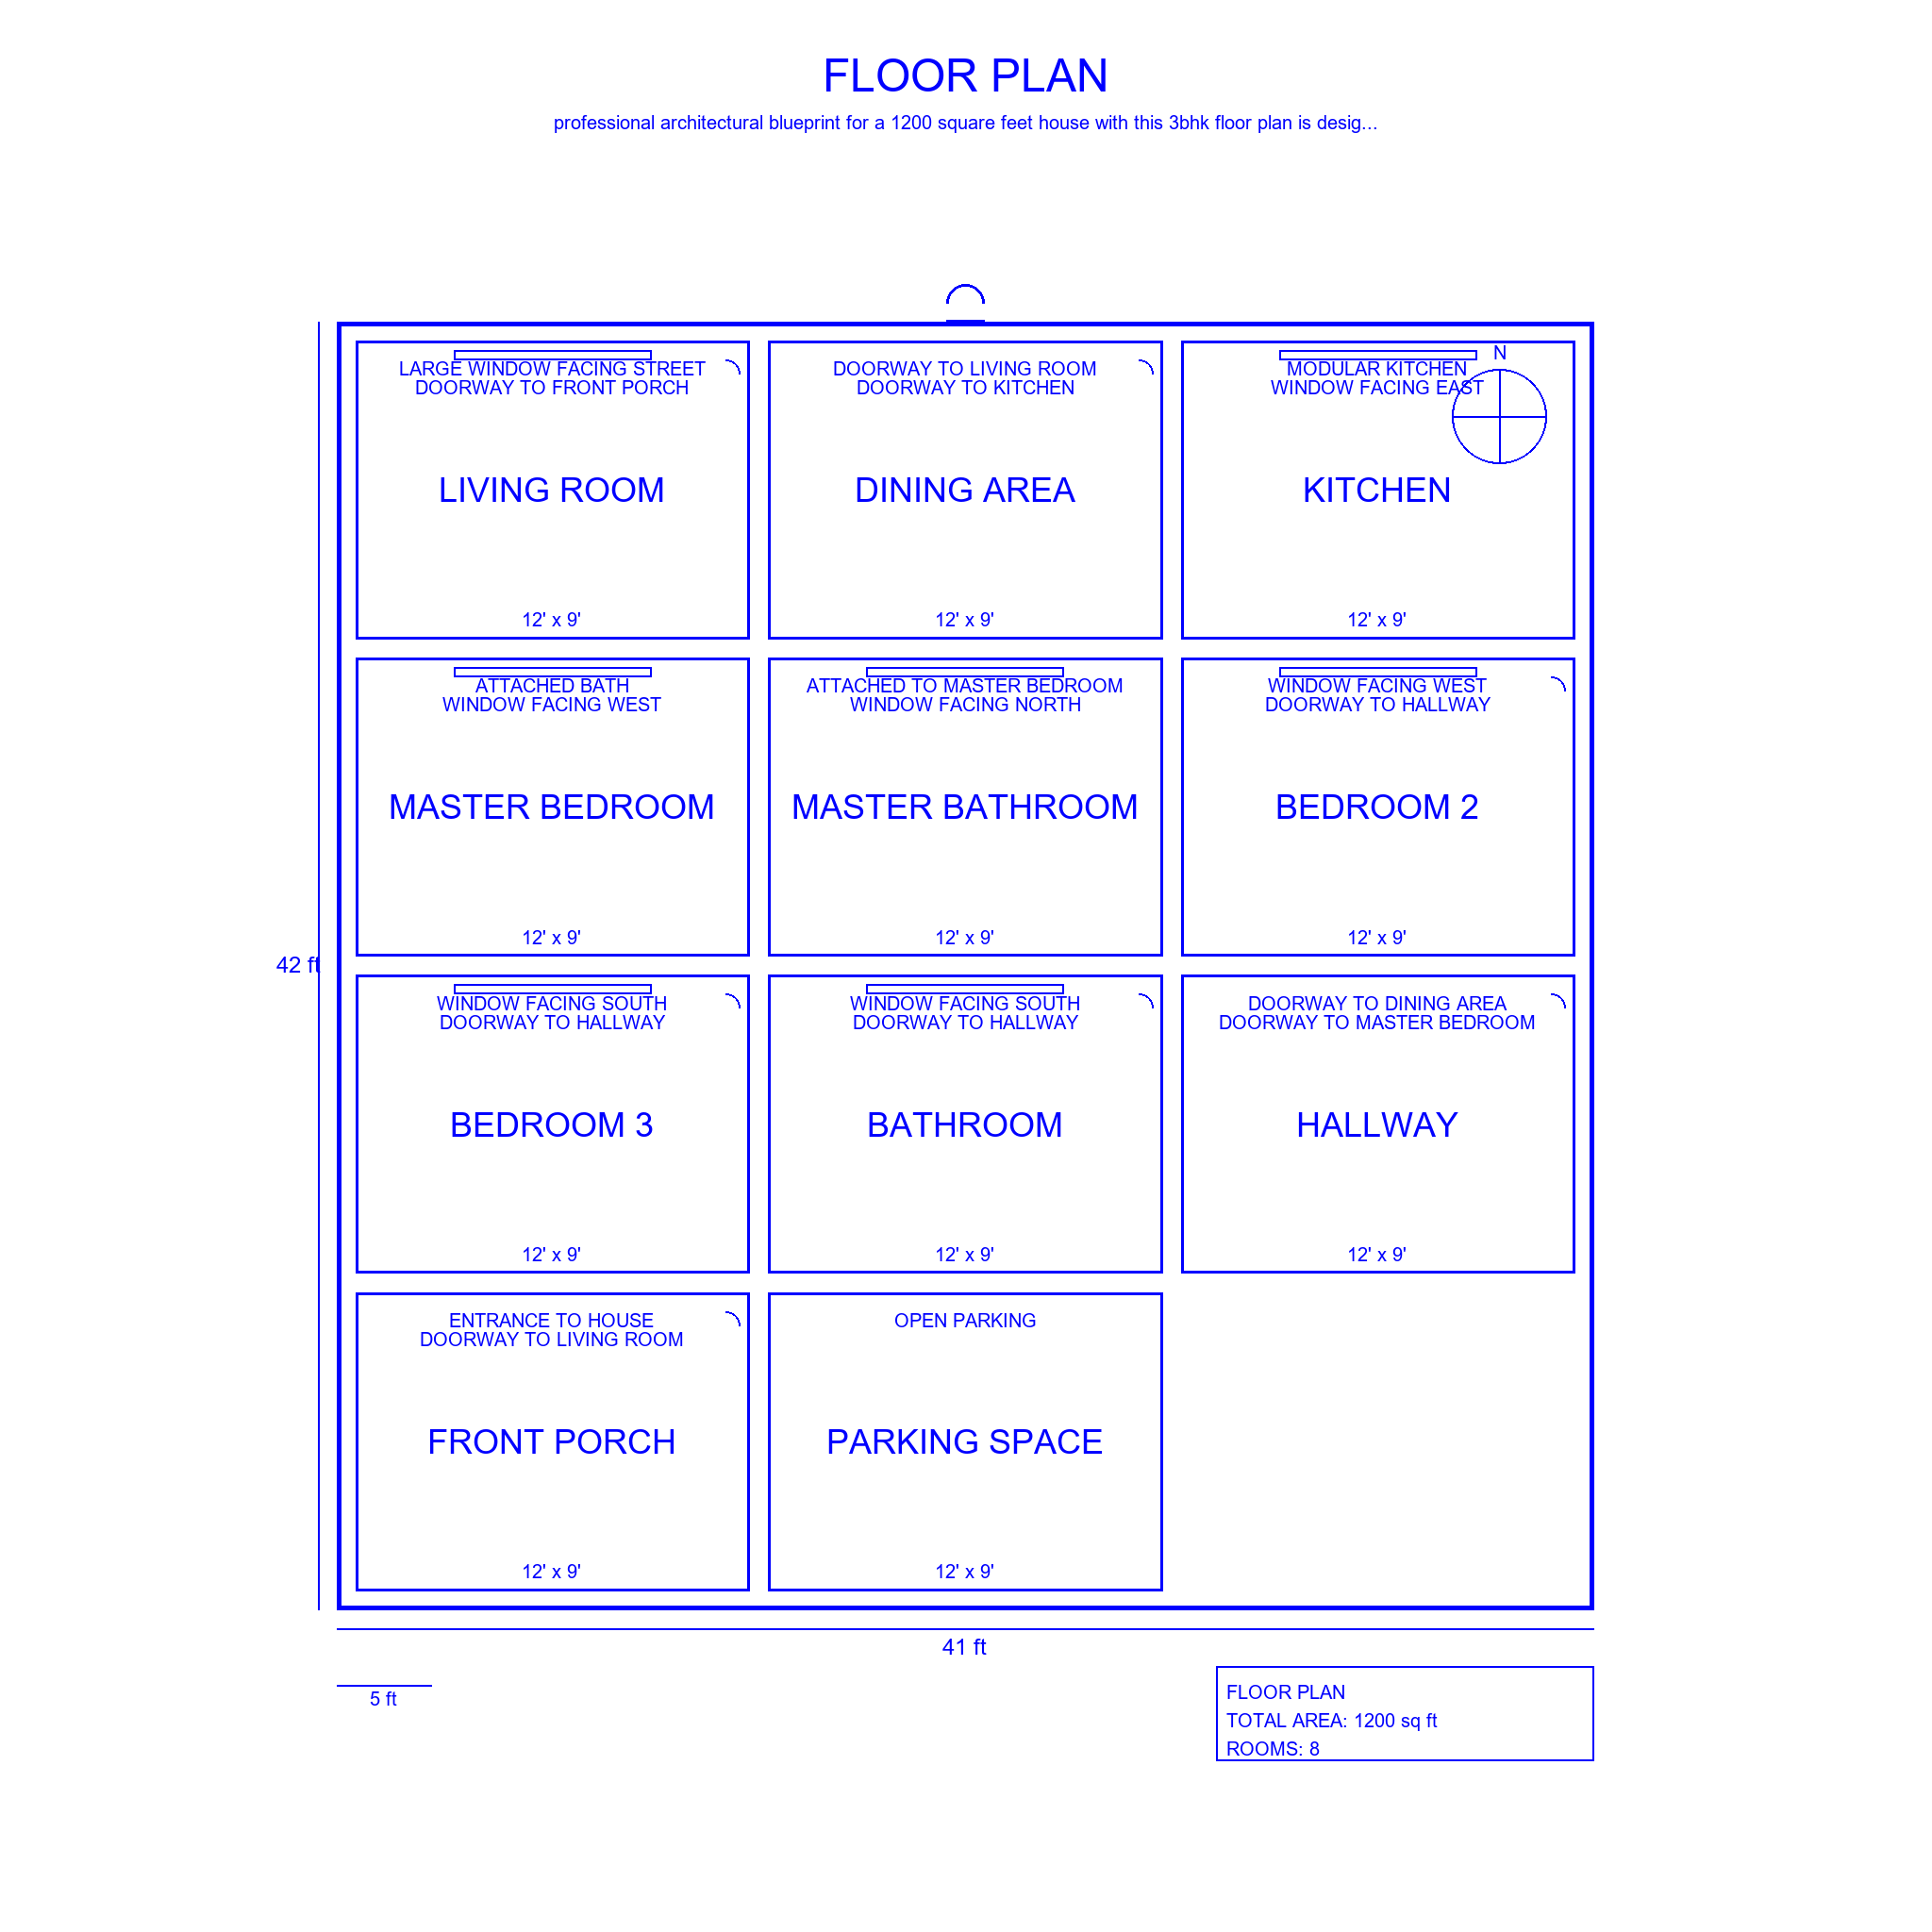 FLOOR PLAN
professional architectural blueprint for a 1200 square feet house with this 3bhk floor plan is desig...
LARGE WINDOW FACING STREET
DOORWAY TO FRONT PORCH
LIVING ROOM
12' x 9'
DOORWAY TO LIVING ROOM
DOORWAY TO KITCHEN
DINING AREA
12' x 9'
N
MODULAR KITCHEN
WINDOW FACING EAST
KITCHEN
12' x 9'
ATTACHED BATH
WINDOW FACING WEST
MASTER BEDROOM
12' x 9'
ATTACHED TO MASTER BEDROOM
WINDOW FACING NORTH
MASTER BATHROOM
12' x 9'
WINDOW FACING WEST
DOORWAY TO HALLWAY
BEDROOM 2
12' x 9'
42 ft
WINDOW FACING SOUTH
DOORWAY TO HALLWAY
BEDROOM 3
12' x 9'
WINDOW FACING SOUTH
DOORWAY TO HALLWAY
BATHROOM
12' x 9'
DOORWAY TO DINING AREA
DOORWAY TO MASTER BEDROOM
HALLWAY
12' x 9'
ENTRANCE TO HOUSE
DOORWAY TO LIVING ROOM
FRONT PORCH
12' x 9'
OPEN PARKING
PARKING SPACE
12' x 9'
41 ft
5 ft
FLOOR PLAN
TOTAL AREA: 1200 sq ft
ROOMS: 8